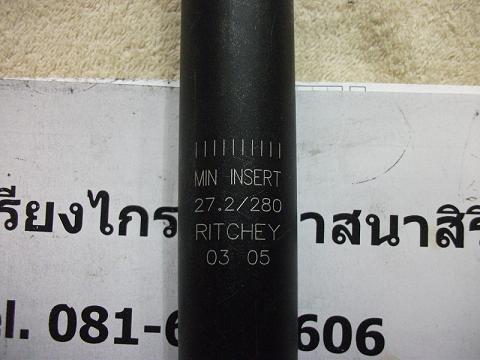 MIN INSERT
27.2/280
RITCHEY
03 05
รียงไกร าสนาสิริ
el. 081-6 606